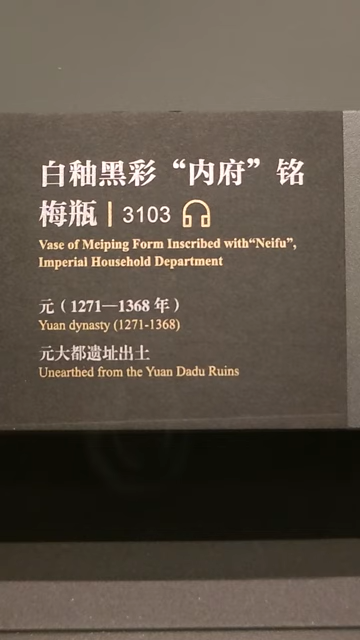 白釉黑彩“内府”铭
梅瓶 | 3103
Vase of Meiping Form Inscribed with“Neifu”,
Imperial Household Department
元（1271—1368 年）
Yuan dynasty (1271-1368)
元大都遗址出土
Unearthed from the Yuan Dadu Ruins